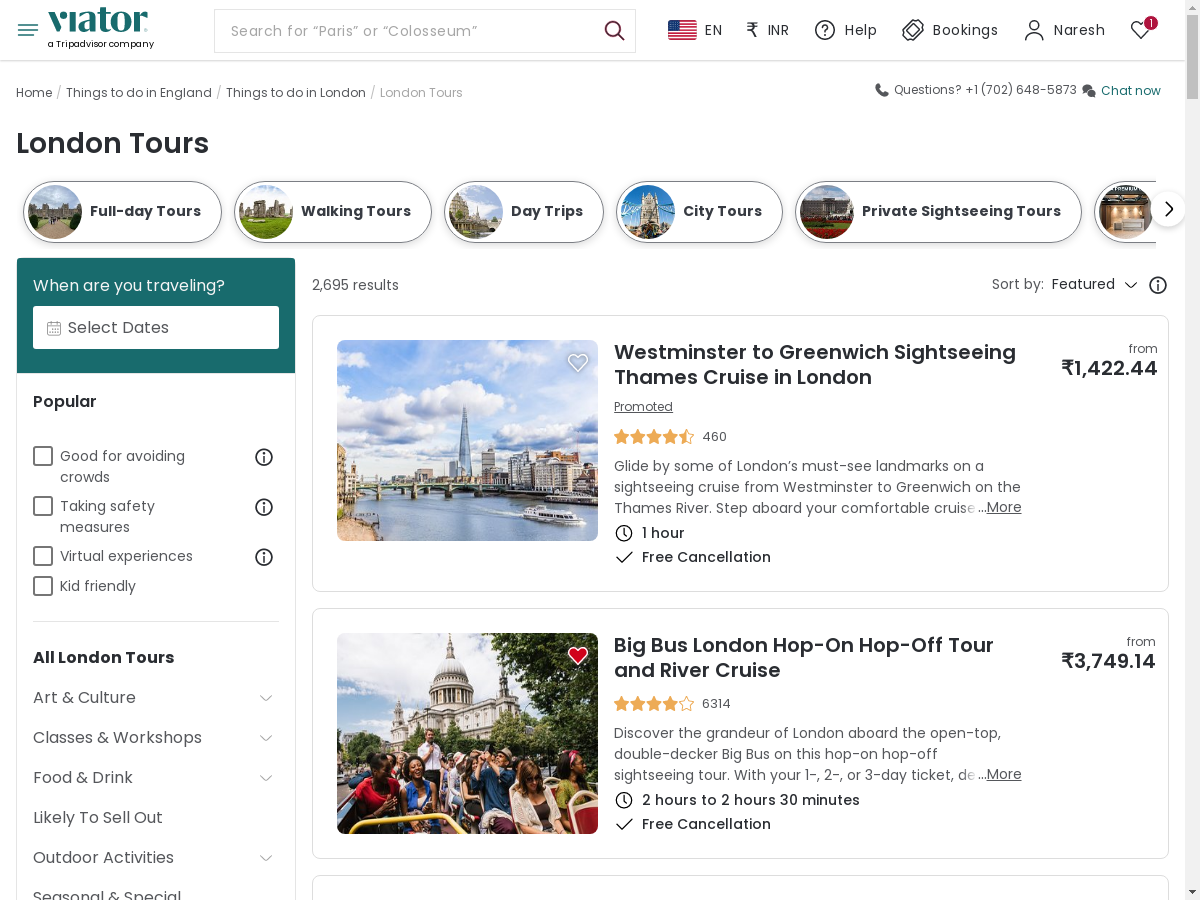 viator
a Tripadvisor company
Search for “Paris” or “Colosseum”
EN
₹ INR
Help
Bookings
Naresh
1
Home / Things to do in England / Things to do in London / London Tours
Questions? +1 (702) 648-5873 Chat now
London Tours
Full-day Tours
Walking Tours
Day Trips
City Tours
Private Sightseeing Tours
When are you traveling?
Select Dates
2,695 results
Sort by: Featured
Popular
Good for avoiding
crowds
Taking safety
measures
Virtual experiences
Kid friendly
All London Tours
Art & Culture
Classes & Workshops
Food & Drink
Likely To Sell Out
Outdoor Activities
Seasonal & Special
Westminster to Greenwich Sightseeing
Thames Cruise in London
from
₹1,422.44
Promoted
460
Glide by some of London’s must-see landmarks on a
sightseeing cruise from Westminster to Greenwich on the
Thames River. Step aboard your comfortable cruise ...More
1 hour
Free Cancellation
Big Bus London Hop-On Hop-Off Tour
and River Cruise
from
₹3,749.14
6314
Discover the grandeur of London aboard the open-top,
double-decker Big Bus on this hop-on hop-off
sightseeing tour. With your 1-, 2-, or 3-day ticket, de ...More
2 hours to 2 hours 30 minutes
Free Cancellation